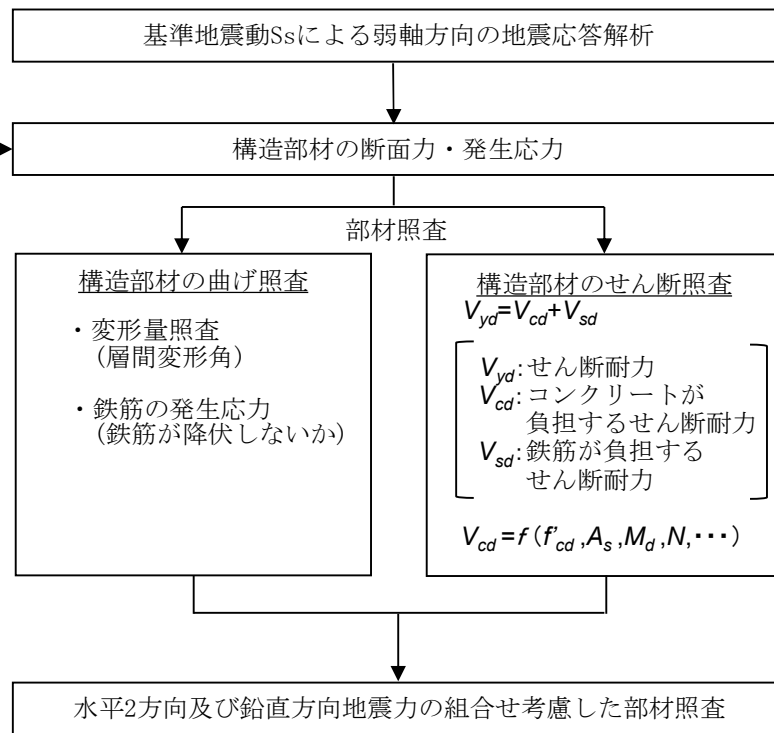 基準地震動Ssによる弱軸方向の地震応答解析
構造部材の断面力・発生応力
部材照査
構造部材の曲げ照査
・変形量照査
(層間変形角)
・鉄筋の発生応力
(鉄筋が降伏しないか)
構造部材のせん断照査
Vyd=Vcd+Vsd
Vyd:せん断耐力
Vcd:コンクリートが
負担するせん断耐力
Vsd:鉄筋が負担する
せん断耐力
Vcd=f(f'cd,As,Md,N,・・・)
水平2方向及び鉛直方向地震力の組合せ考慮した部材照査